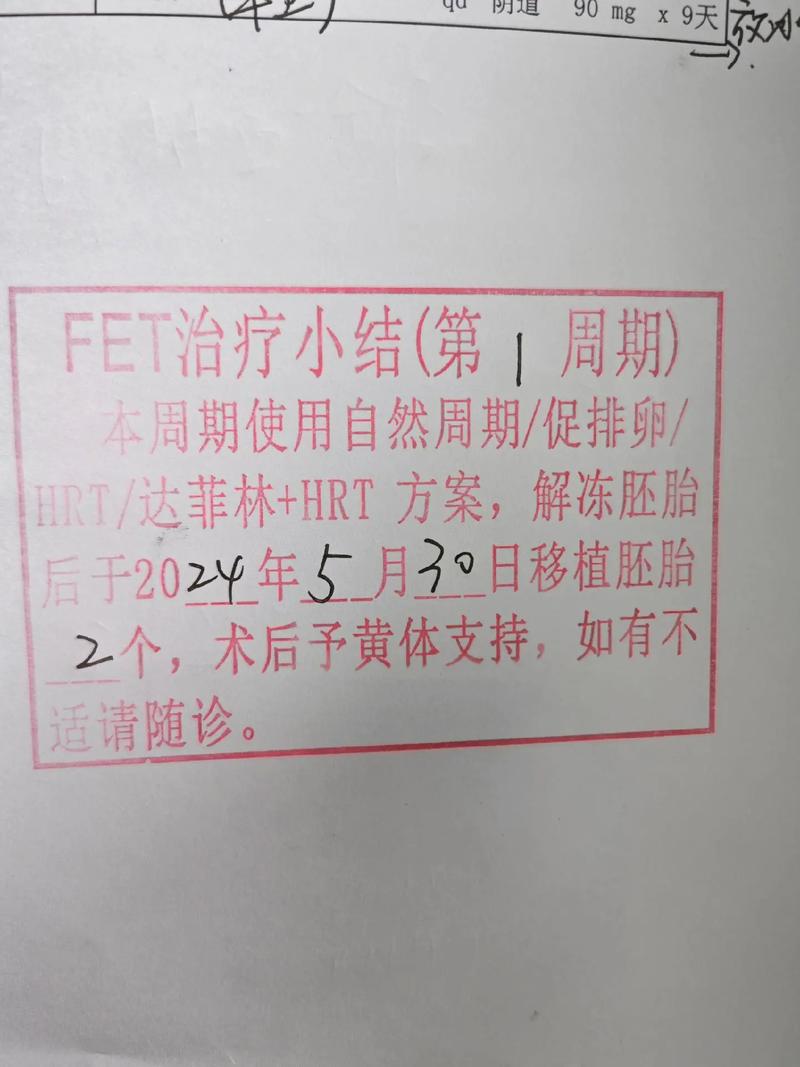 qd 阴道 90 mg x 9天
FET治疗小结(第 1 周期)
本周期使用自然周期/促排卵/
HRT/达菲林+HRT 方案，解冻胚胎
后于2024年5月30日移植胚胎
2个，术后予黄体支持，如有不
适请随诊。